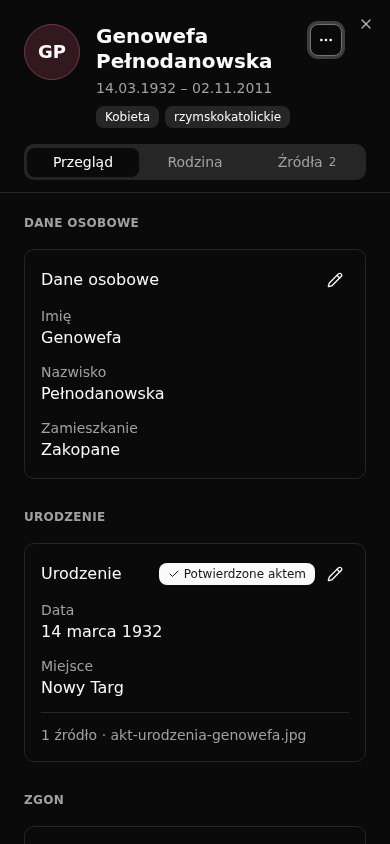 GP
Genowefa
Pełnodanowska
14.03.1932 – 02.11.2011
Kobieta
rzymskokatolickie
Przegląd
Rodzina
Źródła 2
DANE OSOBOWE
Dane osobowe
Imię
Genowefa
Nazwisko
Pełnodanowska
Zamieszkanie
Zakopane
URODZENIE
Urodzenie
Potwierdzone aktem
Data
14 marca 1932
Miejsce
Nowy Targ
1 źródło · akt-urodzenia-genowefa.jpg
ZGON